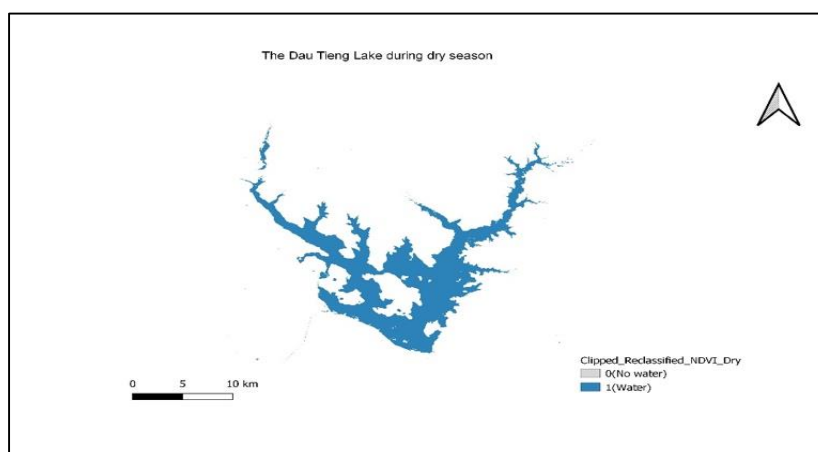 The Dau Tieng Lake during dry season
Clipped_Reclassified_NDVI_Dry
0(No water)
1(Water)
0 5 10 km